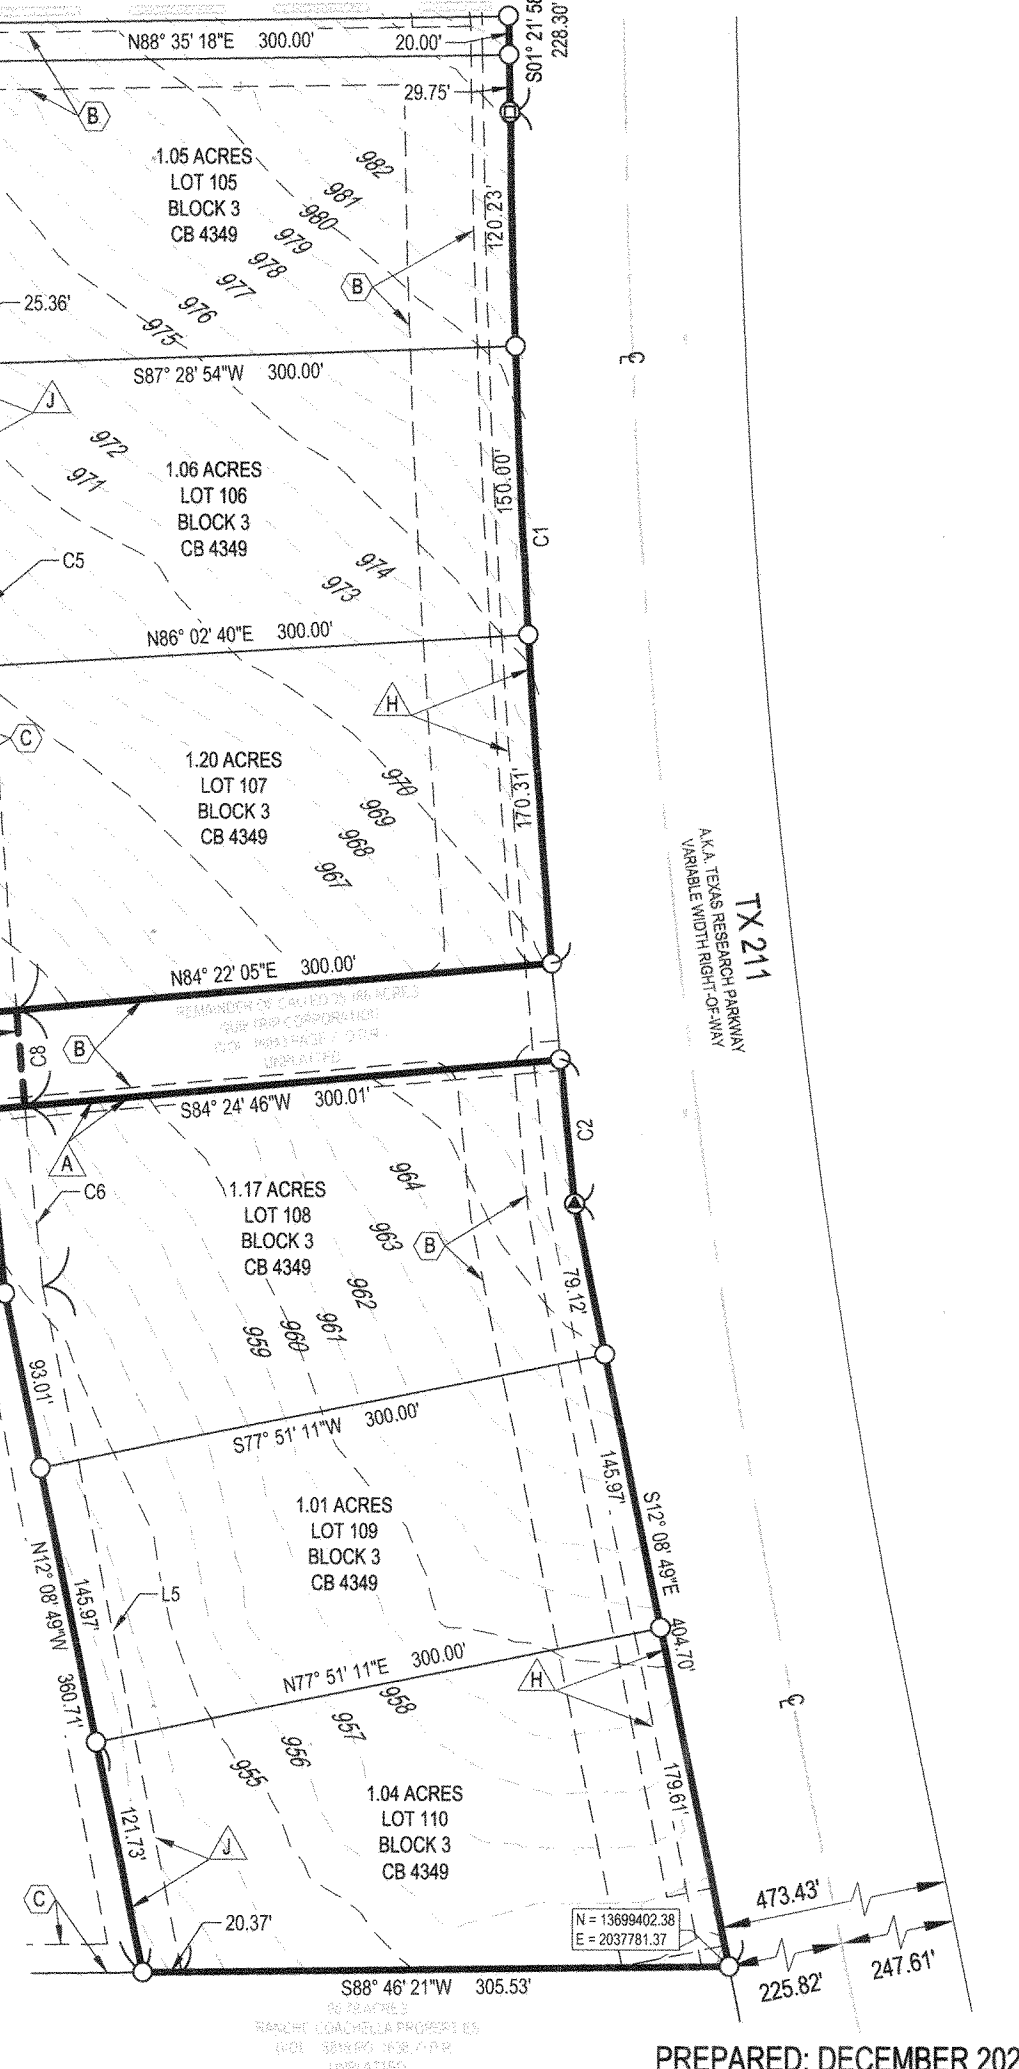 N88° 35' 18"E 300.00'
20.00'
S01° 21' 58
228.30'
29.75'
B
1.05 ACRES
LOT 105
BLOCK 3
CB 4349
982
981
980
979
978
977
976
975
120.23'
B
25.36'
S87° 28' 54"W 300.00'
J
972
971
1.06 ACRES
LOT 106
BLOCK 3
CB 4349
150.00'
C1
C5
974
973
N86° 02' 40"E 300.00'
H
C
1.20 ACRES
LOT 107
BLOCK 3
CB 4349
970
969
968
967
170.31'
TX 211
A.K.A. TEXAS RESEARCH PARKWAY
VARIABLE WIDTH RIGHT-OF-WAY
N84° 22' 05"E 300.00'
UNPLATTED
C8
B
S84° 24' 46"W 300.01'
A
C6
C2
1.17 ACRES
LOT 108
BLOCK 3
CB 4349
964
963
962
961
960
959
B
79.12'
93.01'
S77° 51' 11"W 300.00'
145.97'
S12° 08' 49"E
404.70'
1.01 ACRES
LOT 109
BLOCK 3
CB 4349
N12° 08' 49"W
360.71'
145.97'
L5
N77° 51' 11"E 300.00'
H
958
957
956
955
179.61'
1.04 ACRES
LOT 110
BLOCK 3
CB 4349
121.73'
J
C
20.37'
N = 13699402.38
E = 2037781.37
473.43'
225.82'
247.61'
S88° 46' 21"W 305.53'
RANCHO COACHELLA PROPERTIES
UNPLATTED
PREPARED: DECEMBER 202